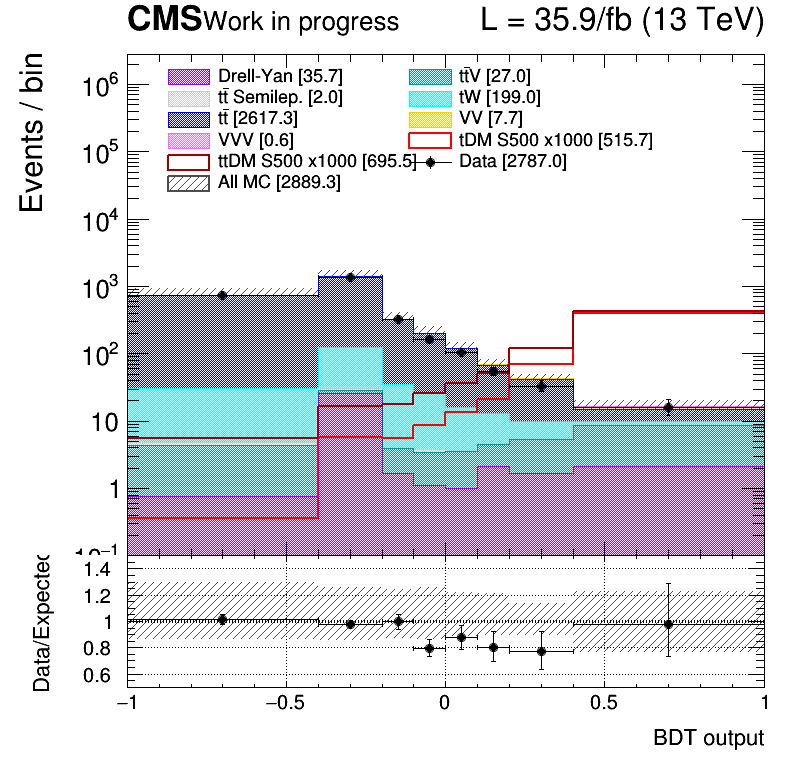 CMS Work in progress L = 35.9/fb (13 TeV)
Events / bin
Drell-Yan [35.7] tt̄V [27.0]
tt̄ Semilep. [2.0] tW [199.0]
tt̄ [2617.3] VV [7.7]
VVV [0.6] tDM S500 x1000 [515.7]
ttDM S500 x1000 [695.5] Data [2787.0]
All MC [2889.3]
10⁶
10⁵
10⁴
10³
10²
10
1
10⁻¹
Data/Expected
1.4
1.2
1
0.8
0.6
−1 −0.5 0 0.5 1
BDT output